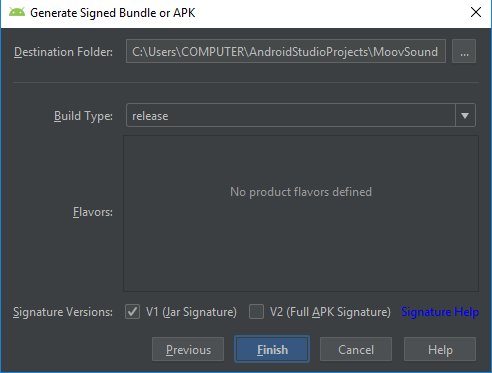 Generate Signed Bundle or APK
Destination Folder: C:\Users\COMPUTER\AndroidStudioProjects\MoovSound ...
Build Type: release
No product flavors defined
Flavors:
Signature Versions: V1 (Jar Signature) V2 (Full APK Signature) Signature Help
Previous Finish Cancel Help